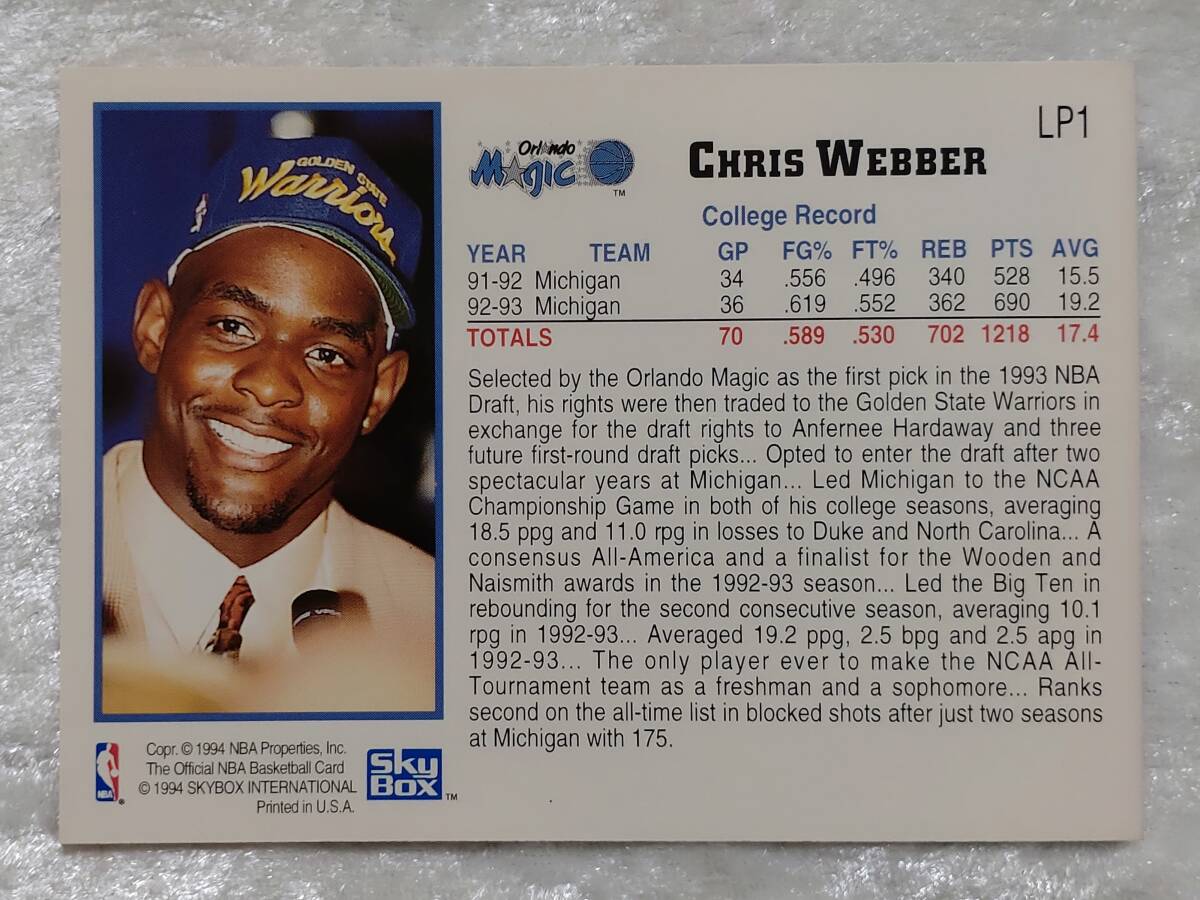 GOLDEN STATE
Warriors
Orlando
Magic
TM
CHRIS WEBBER
LP1
College Record
YEAR TEAM GP FG% FT% REB PTS AVG
91-92 Michigan 34 .556 .496 340 528 15.5
92-93 Michigan 36 .619 .552 362 690 19.2
TOTALS 70 .589 .530 702 1218 17.4
Selected by the Orlando Magic as the first pick in the 1993 NBA
Draft, his rights were then traded to the Golden State Warriors in
exchange for the draft rights to Anfernee Hardaway and three
future first-round draft picks... Opted to enter the draft after two
spectacular years at Michigan... Led Michigan to the NCAA
Championship Game in both of his college seasons, averaging
18.5 ppg and 11.0 rpg in losses to Duke and North Carolina... A
consensus All-America and a finalist for the Wooden and
Naismith awards in the 1992-93 season... Led the Big Ten in
rebounding for the second consecutive season, averaging 10.1
rpg in 1992-93... Averaged 19.2 ppg, 2.5 bpg and 2.5 apg in
1992-93... The only player ever to make the NCAA All-
Tournament team as a freshman and a sophomore... Ranks
second on the all-time list in blocked shots after just two seasons
at Michigan with 175.
NBA
Copr. © 1994 NBA Properties, Inc.
The Official NBA Basketball Card
© 1994 SKYBOX INTERNATIONAL
Printed in U.S.A.
Sky
Box
TM